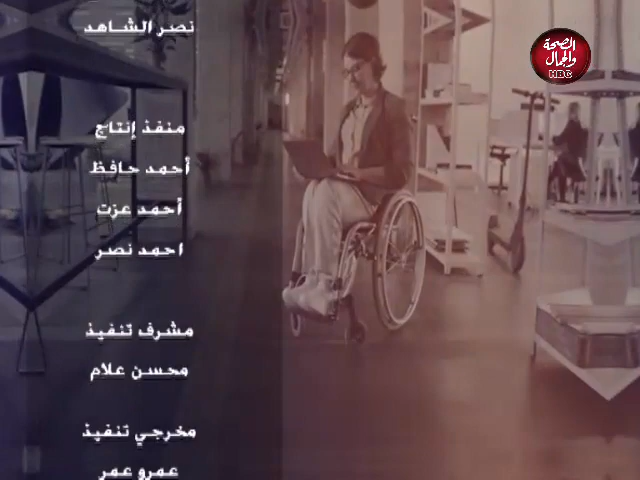 نصر الشاهد
الصحة
والجمال
HBC
منفذ إنتاج
أحمد حافظ
أحمد عزت
احمد نصر
مشرف تنفيذ
محسن علام
مخرجي تنفيذ
عمرو عمر